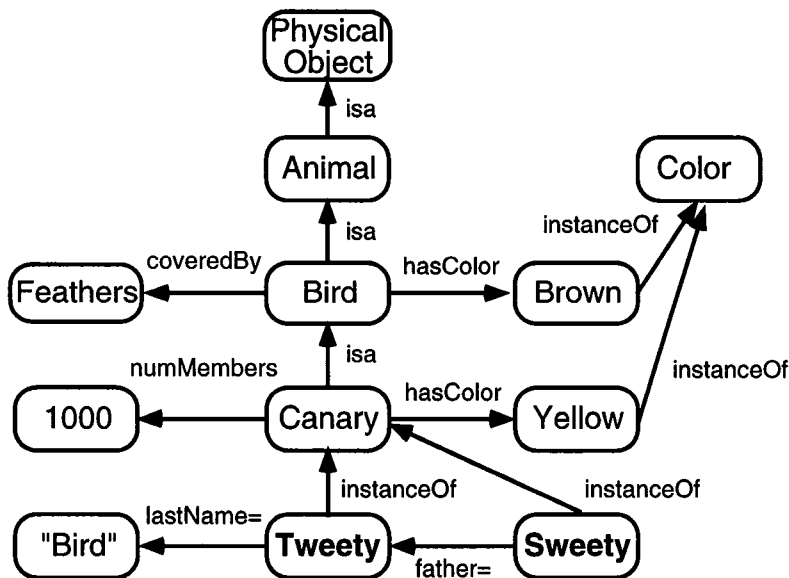 Physical
Object
isa
Animal
Color
isa
instanceOf
coveredBy
hasColor
Feathers
Bird
Brown
isa
numMembers
hasColor
instanceOf
1000
Canary
Yellow
instanceOf
instanceOf
lastName=
"Bird"
Tweety
Sweety
father=